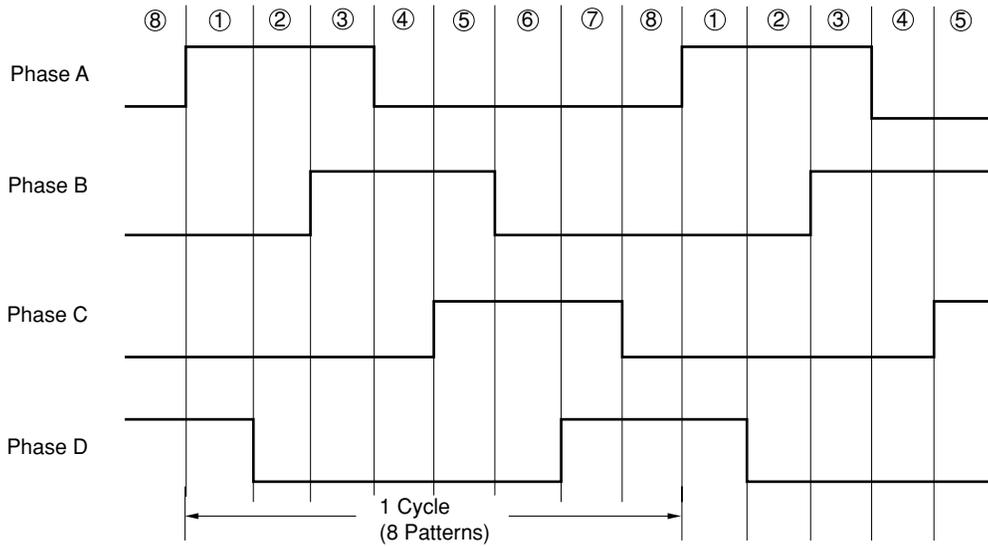 ⑧ ① ② ③ ④ ⑤ ⑥ ⑦ ⑧ ① ② ③ ④ ⑤
Phase A
Phase B
Phase C
Phase D
1 Cycle
(8 Patterns)